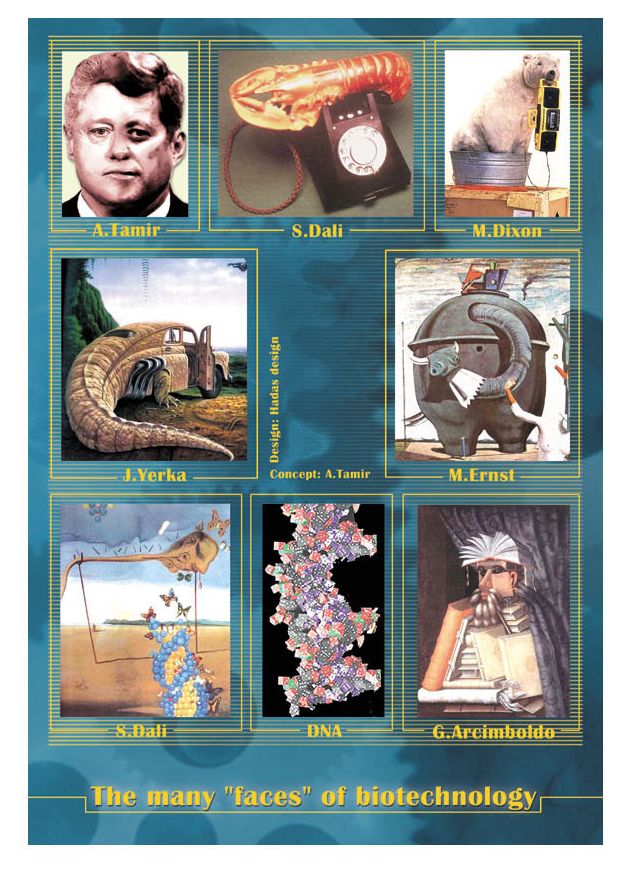 A.Tamir
S.Dali
M.Dixon
Design: Hadas design
Concept: A.Tamir
J.Yerka
M.Ernst
S.Dali
DNA
G.Arcimboldo
The many "faces" of biotechnology